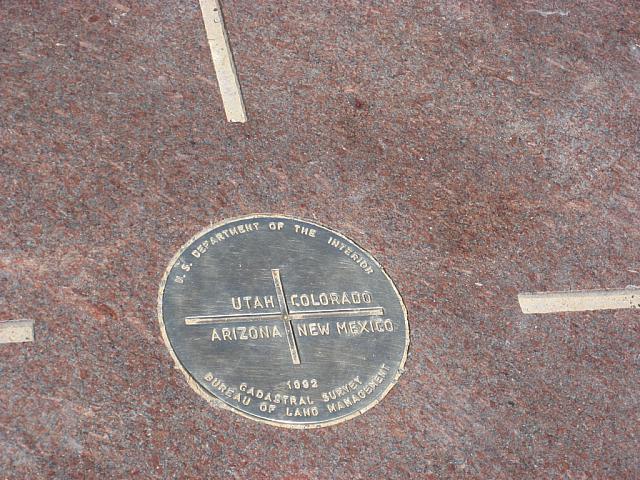 U.S. DEPARTMENT OF THE INTERIOR
UTAH COLORADO
ARIZONA NEW MEXICO
1992
CADASTRAL SURVEY
BUREAU OF LAND MANAGEMENT